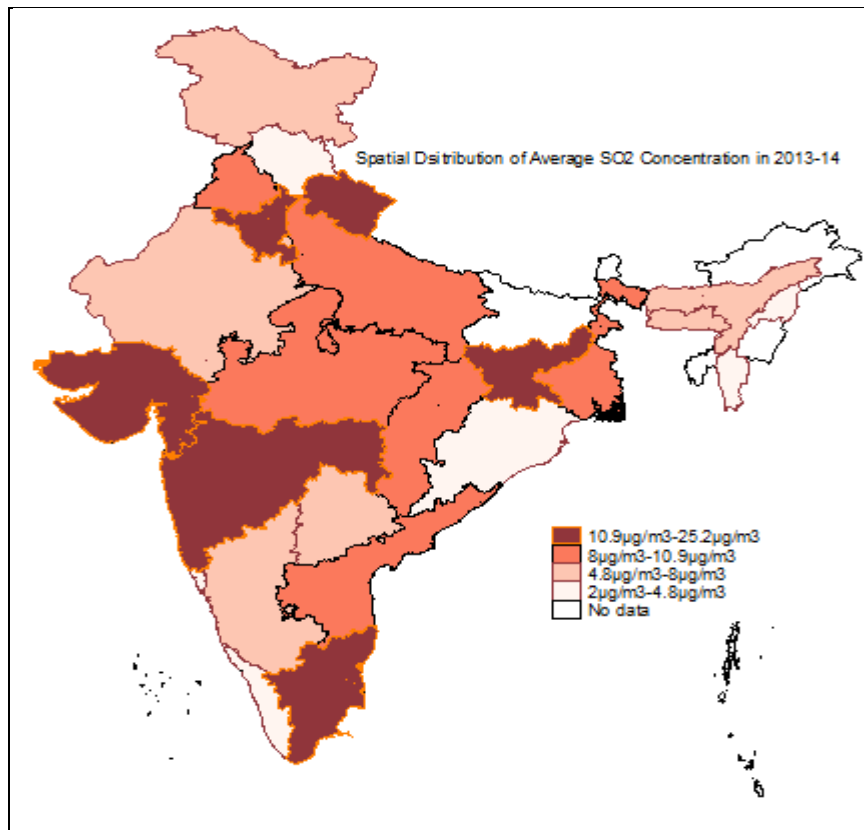 Spatial Dsitribution of Average SO2 Concentration in 2013-14
10.9µg/m3-25.2µg/m3
8µg/m3-10.9µg/m3
4.8µg/m3-8µg/m3
2µg/m3-4.8µg/m3
No data